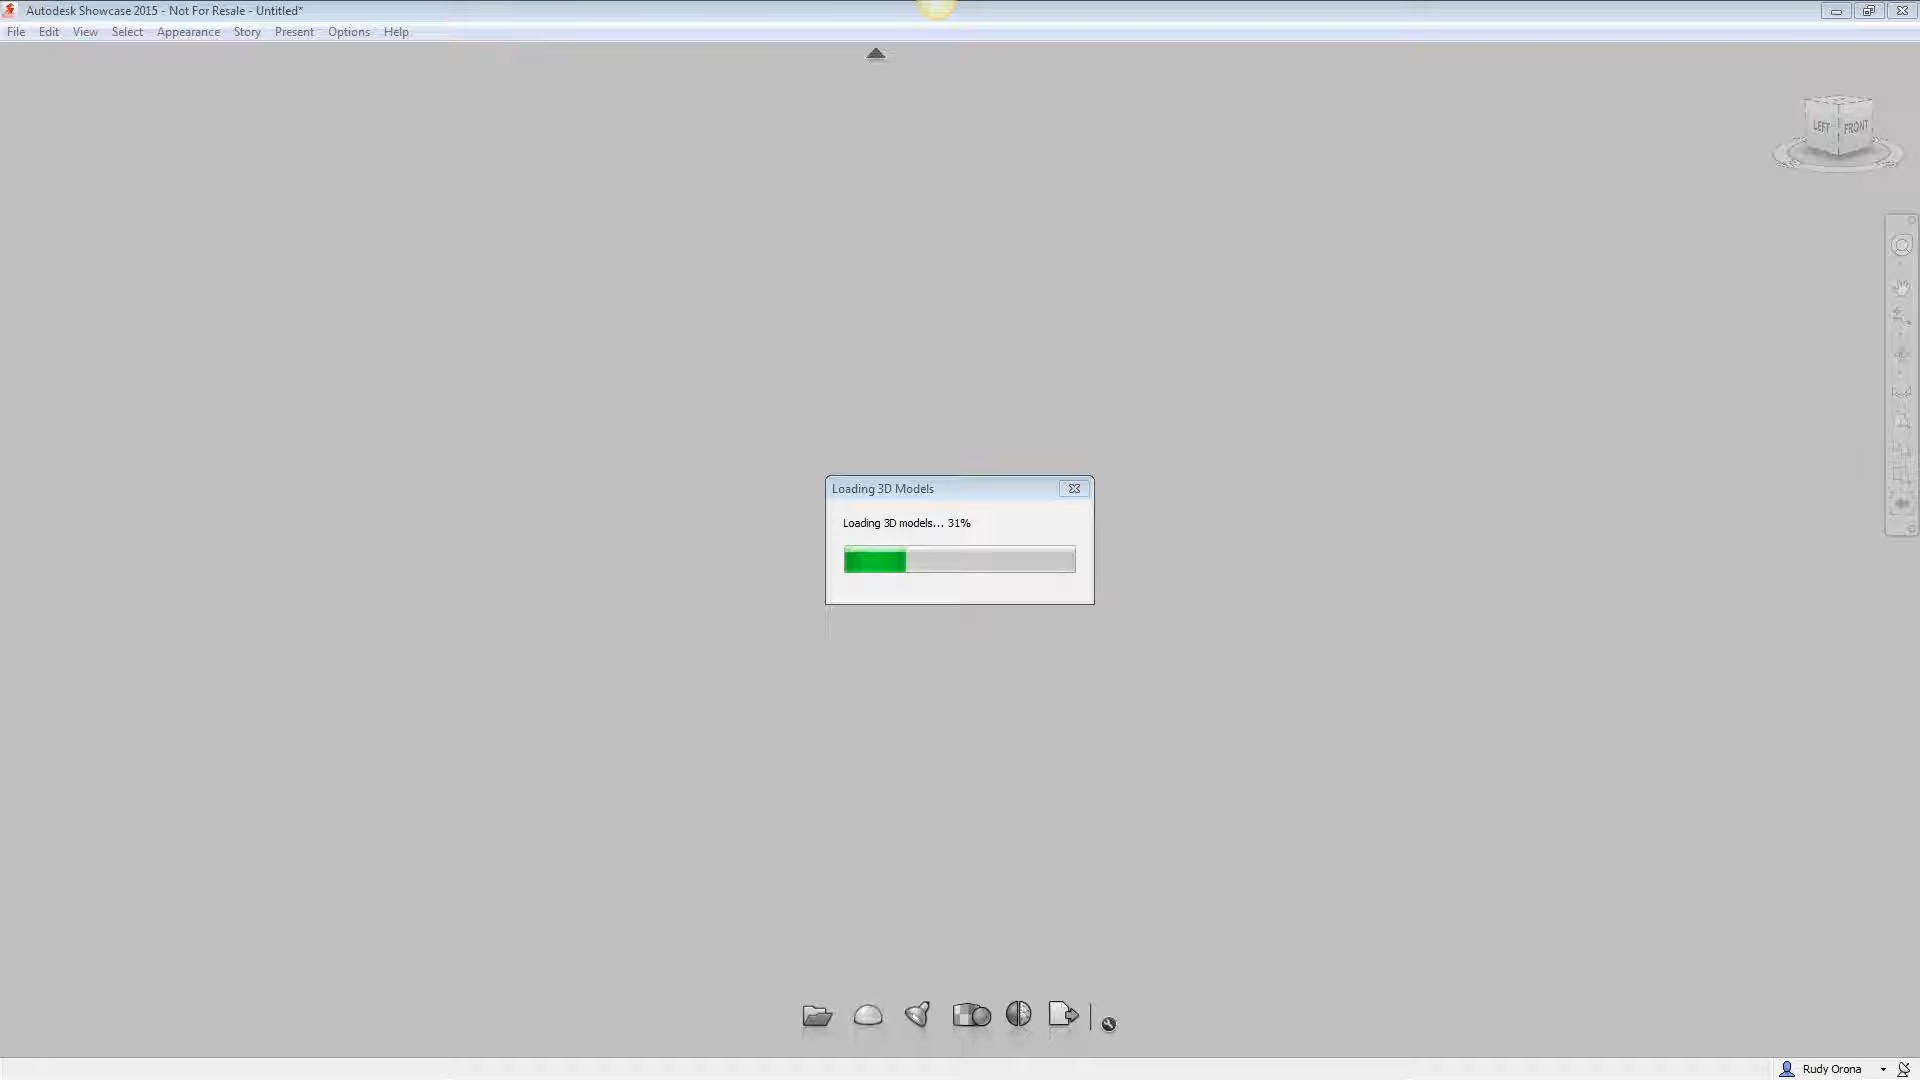 Autodesk Showcase 2015 - Not For Resale - Untitled*
File Edit View Select Appearance Story Present Options Help
LEFT FRONT
Loading 3D Models
Loading 3D models... 31%
Rudy Orona